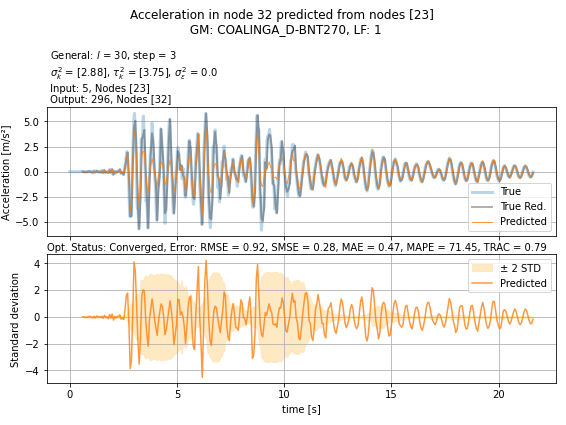 Acceleration in node 32 predicted from nodes [23]
GM: COALINGA_D-BNT270, LF: 1
General: l = 30, step = 3
σ²ₖ = [2.88], τ²ₖ = [3.75], σ²ε = 0.0
Input: 5, Nodes [23]
Output: 296, Nodes [32]
Acceleration [m/s²]
5.0
2.5
0.0
−2.5
−5.0
True
True Red.
Predicted
Opt. Status: Converged, Error: RMSE = 0.92, SMSE = 0.28, MAE = 0.47, MAPE = 71.45, TRAC = 0.79
Standard deviation
4
2
0
−2
−4
± 2 STD
Predicted
0
5
10
15
20
time [s]